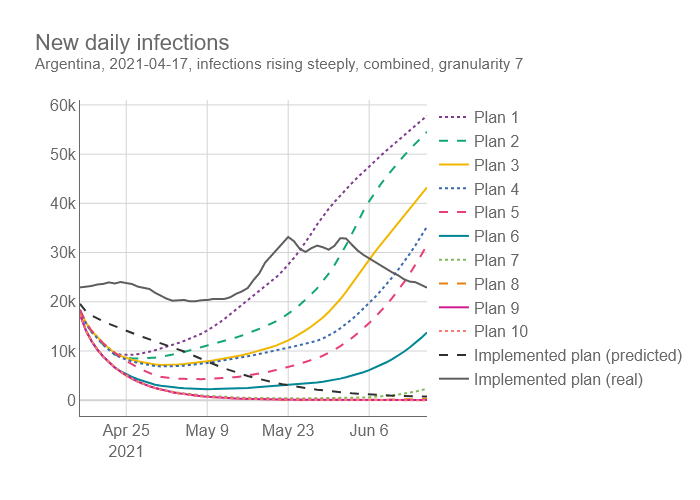 New daily infections
Argentina, 2021-04-17, infections rising steeply, combined, granularity 7
60k
50k
40k
30k
20k
10k
0
Apr 25
2021
May 9
May 23
Jun 6
Plan 1
Plan 2
Plan 3
Plan 4
Plan 5
Plan 6
Plan 7
Plan 8
Plan 9
Plan 10
Implemented plan (predicted)
Implemented plan (real)